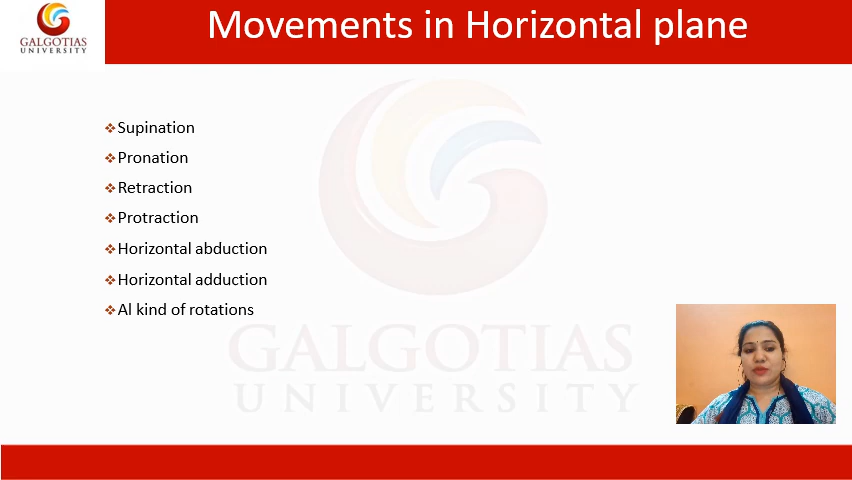 GALGOTIAS
UNIVERSITY
Movements in Horizontal plane
Supination
Pronation
Retraction
Protraction
Horizontal abduction
Horizontal adduction
Al kind of rotations
GALGOTIAS
UNIVERSITY